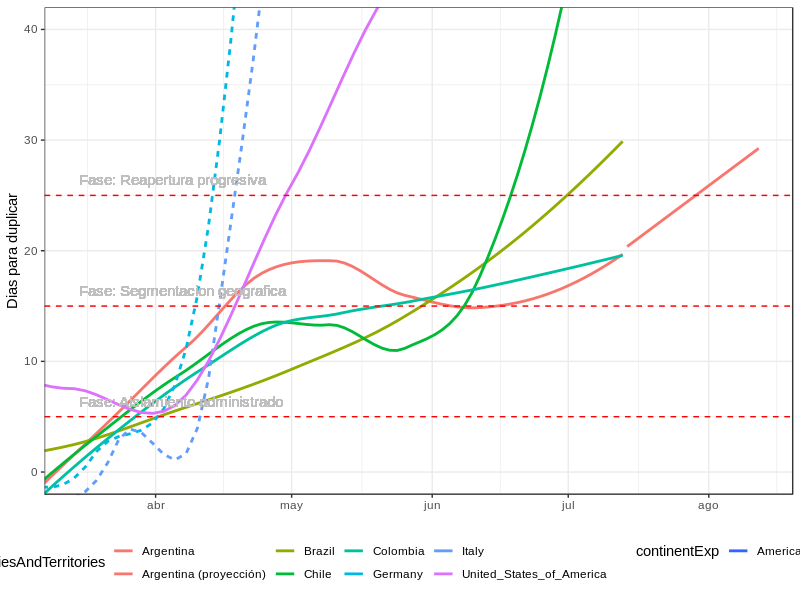 40
30
20
10
0
Dias para duplicar
Fase: Reapertura progresiva
Fase: Segmentación geografica
Fase: Aislamiento administrado
abr
may
jun
jul
ago
iesAndTerritories
Argentina
Argentina (proyección)
Brazil
Chile
Colombia
Germany
Italy
United_States_of_America
continentExp
America